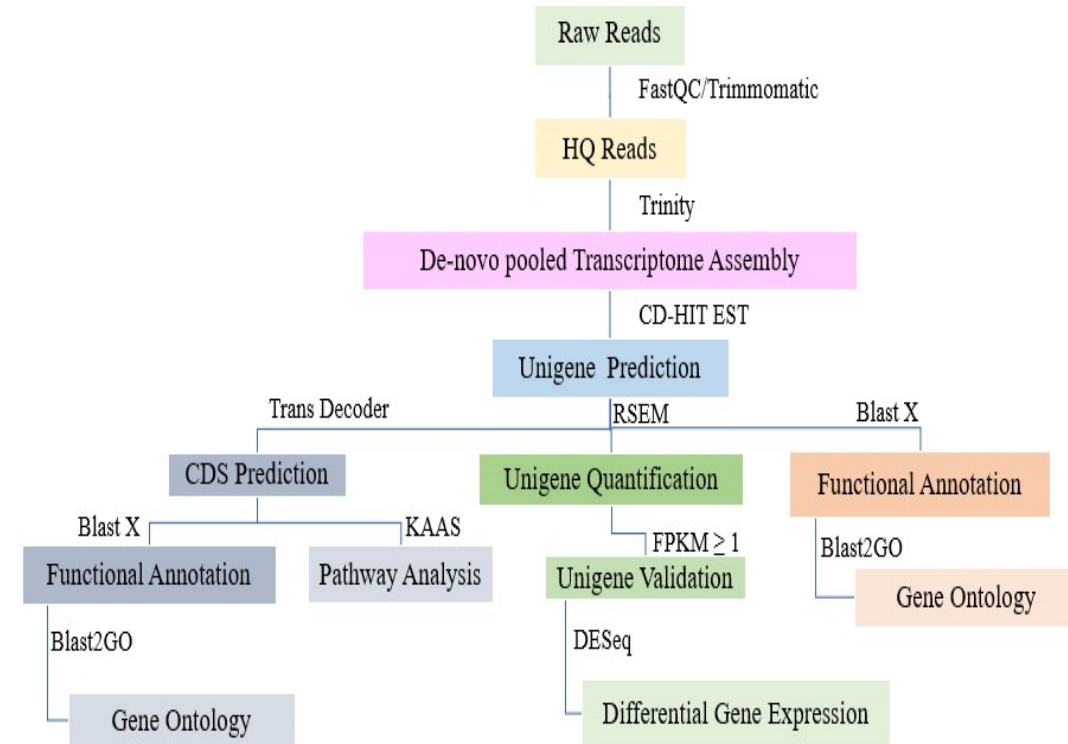 Raw Reads
FastQC/Trimmomatic
HQ Reads
Trinity
De-novo pooled Transcriptome Assembly
CD-HIT EST
Unigene Prediction
Trans Decoder
RSEM
Blast X
CDS Prediction
Unigene Quantification
Functional Annotation
Blast X
KAAS
FPKM ≥ 1
Blast2GO
Functional Annotation
Pathway Analysis
Unigene Validation
Gene Ontology
Blast2GO
DESeq
Gene Ontology
Differential Gene Expression